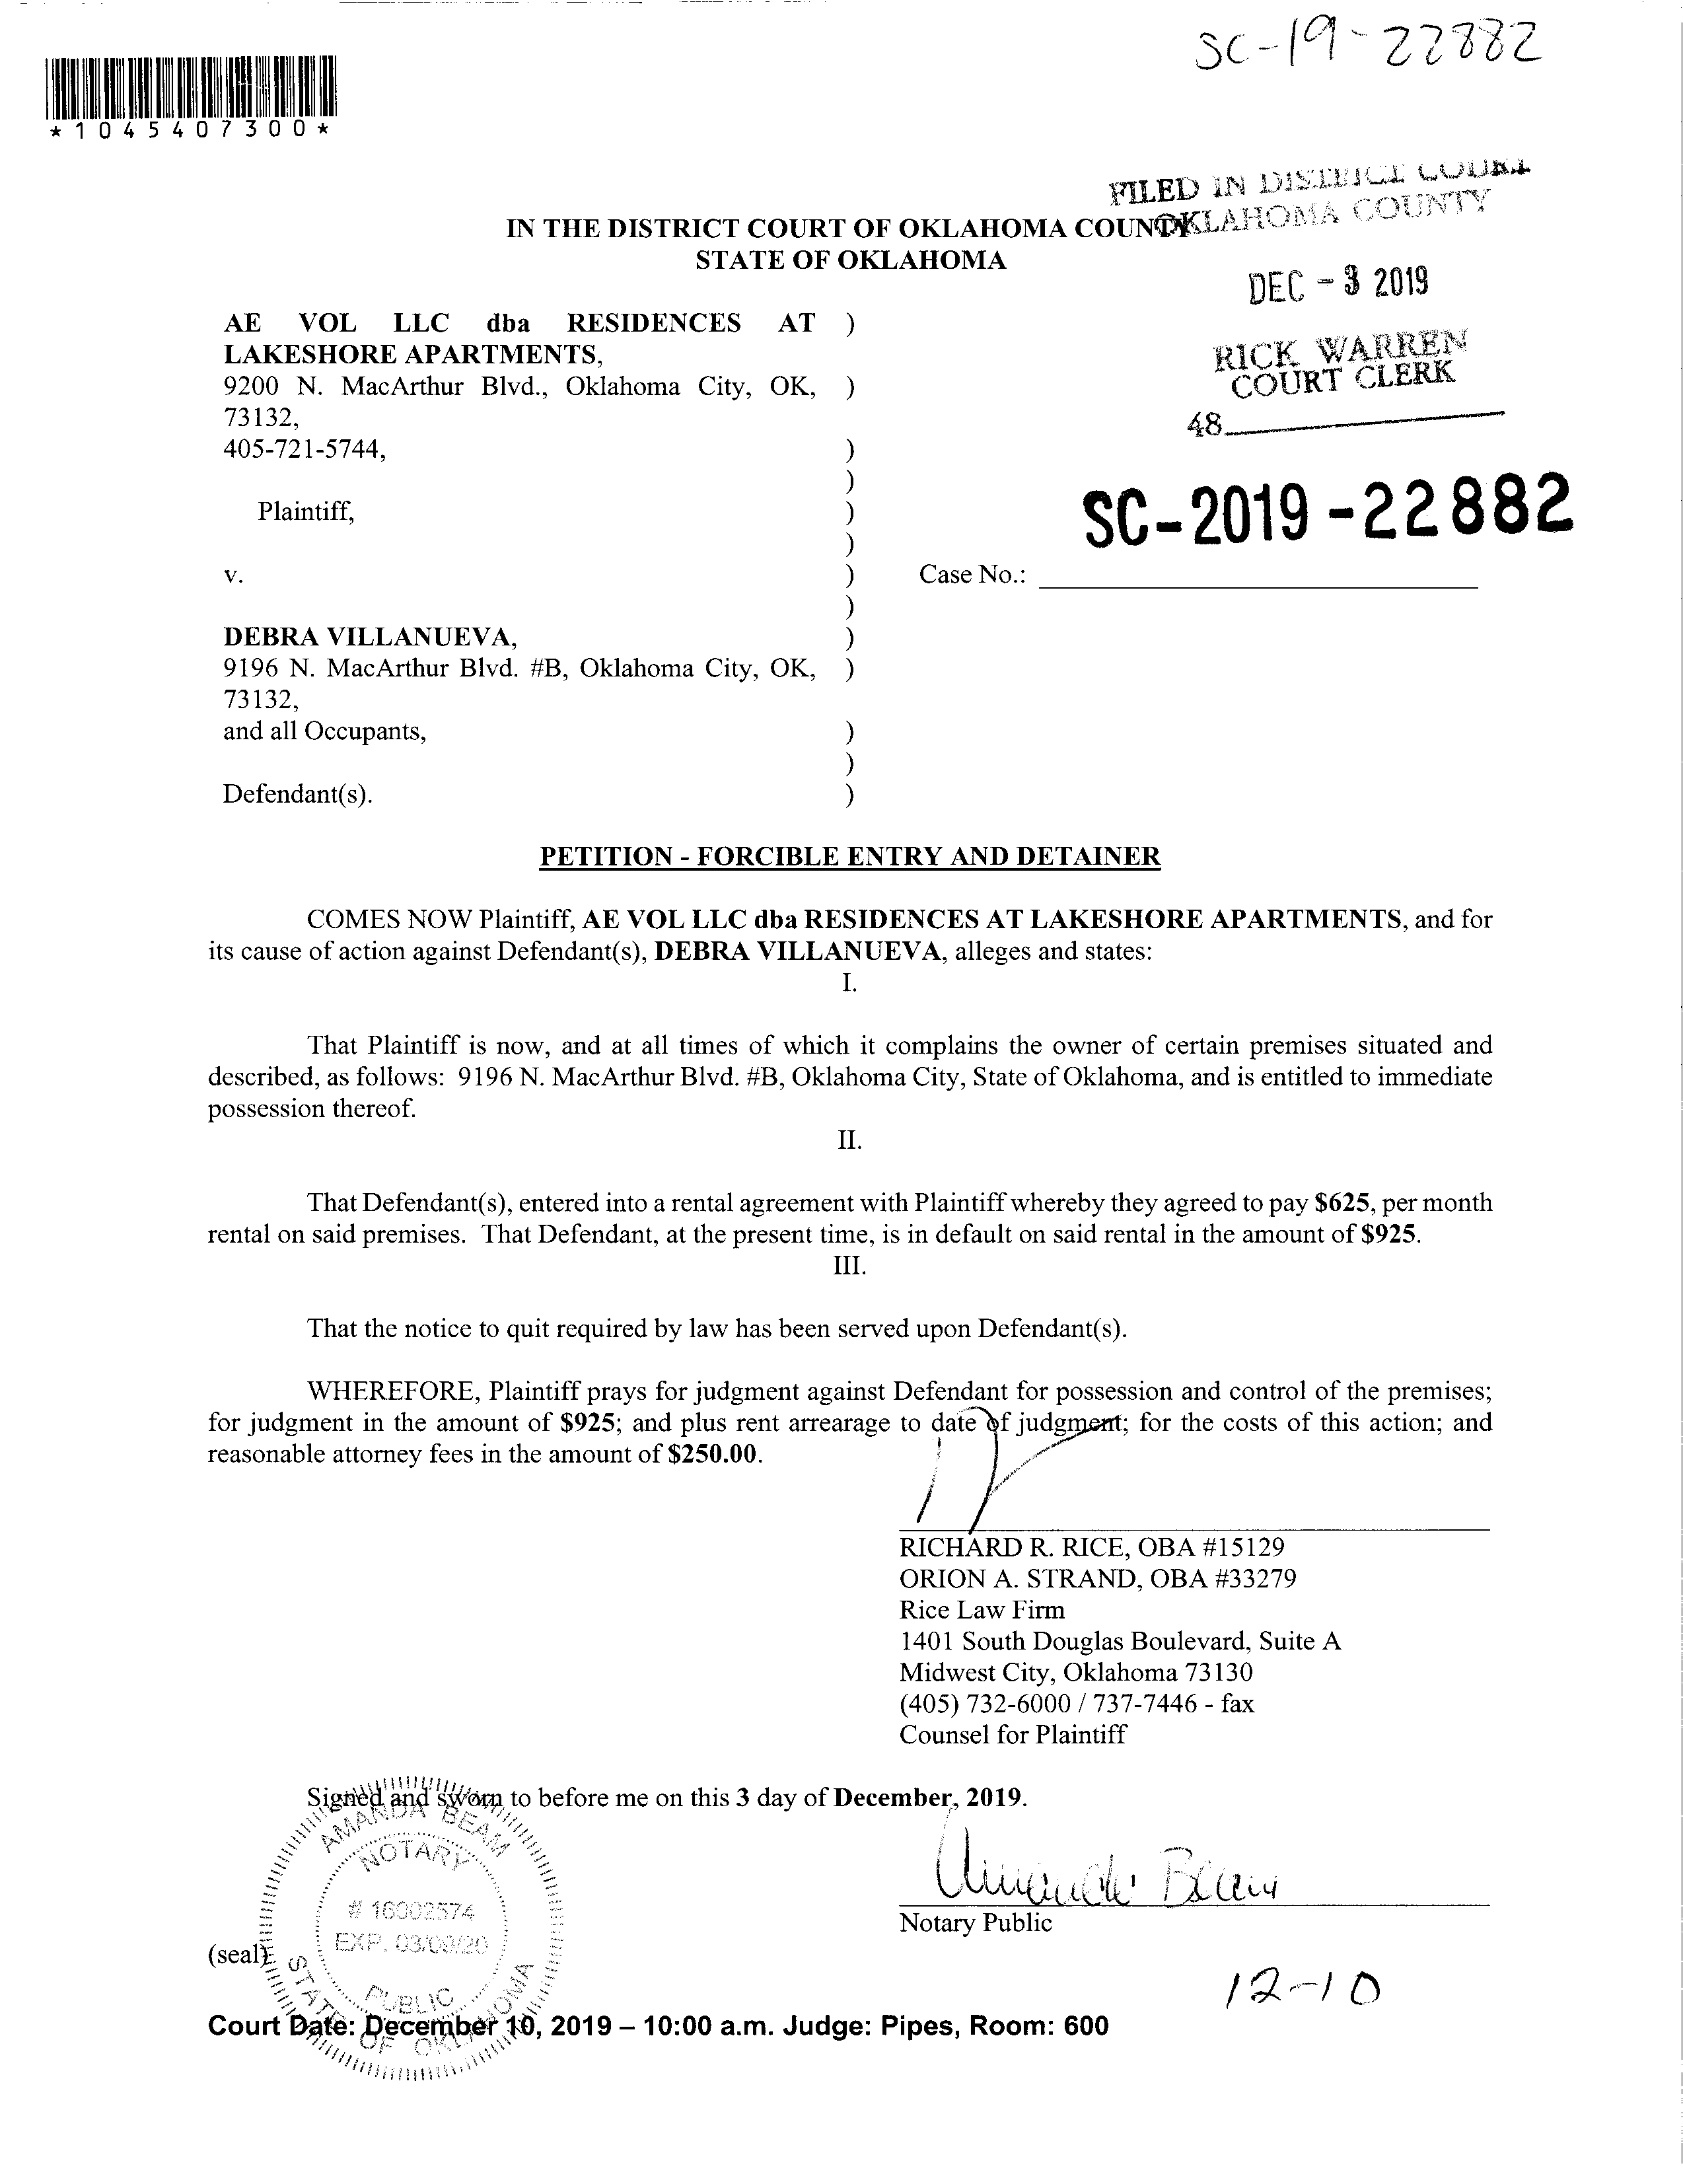 SC-19-22882
*1045407300*
FILED IN DISTRICT COURT
OKLAHOMA COUNTY
IN THE DISTRICT COURT OF OKLAHOMA COUNTY
STATE OF OKLAHOMA
DEC - 3 2019
RICK WARREN
COURT CLERK
48
AE VOL LLC dba RESIDENCES AT )
LAKESHORE APARTMENTS,
9200 N. MacArthur Blvd., Oklahoma City, OK, )
73132,
405-721-5744, )
)
Plaintiff, )
SC-2019-22882
)
v. ) Case No.:
)
DEBRA VILLANUEVA, )
9196 N. MacArthur Blvd. #B, Oklahoma City, OK, )
73132,
and all Occupants, )
)
Defendant(s). )
PETITION - FORCIBLE ENTRY AND DETAINER
COMES NOW Plaintiff, AE VOL LLC dba RESIDENCES AT LAKESHORE APARTMENTS, and for
its cause of action against Defendant(s), DEBRA VILLANUEVA, alleges and states:
I.
That Plaintiff is now, and at all times of which it complains the owner of certain premises situated and
described, as follows: 9196 N. MacArthur Blvd. #B, Oklahoma City, State of Oklahoma, and is entitled to immediate
possession thereof.
II.
That Defendant(s), entered into a rental agreement with Plaintiff whereby they agreed to pay $625, per month
rental on said premises. That Defendant, at the present time, is in default on said rental in the amount of $925.
III.
That the notice to quit required by law has been served upon Defendant(s).
WHEREFORE, Plaintiff prays for judgment against Defendant for possession and control of the premises;
for judgment in the amount of $925; and plus rent arrearage to date of judgment; for the costs of this action; and
reasonable attorney fees in the amount of $250.00.
RICHARD R. RICE, OBA #15129
ORION A. STRAND, OBA #33279
Rice Law Firm
1401 South Douglas Boulevard, Suite A
Midwest City, Oklahoma 73130
(405) 732-6000 / 737-7446 - fax
Counsel for Plaintiff
Signed and sworn to before me on this 3 day of December, 2019.
AMANDA BEAM
NOTARY
# 16002574
EXP.
PUBLIC
STATE OF OKLAHOMA
Amanda Beam
Notary Public
(seal)
12-10
Court Date: December 10, 2019 – 10:00 a.m. Judge: Pipes, Room: 600